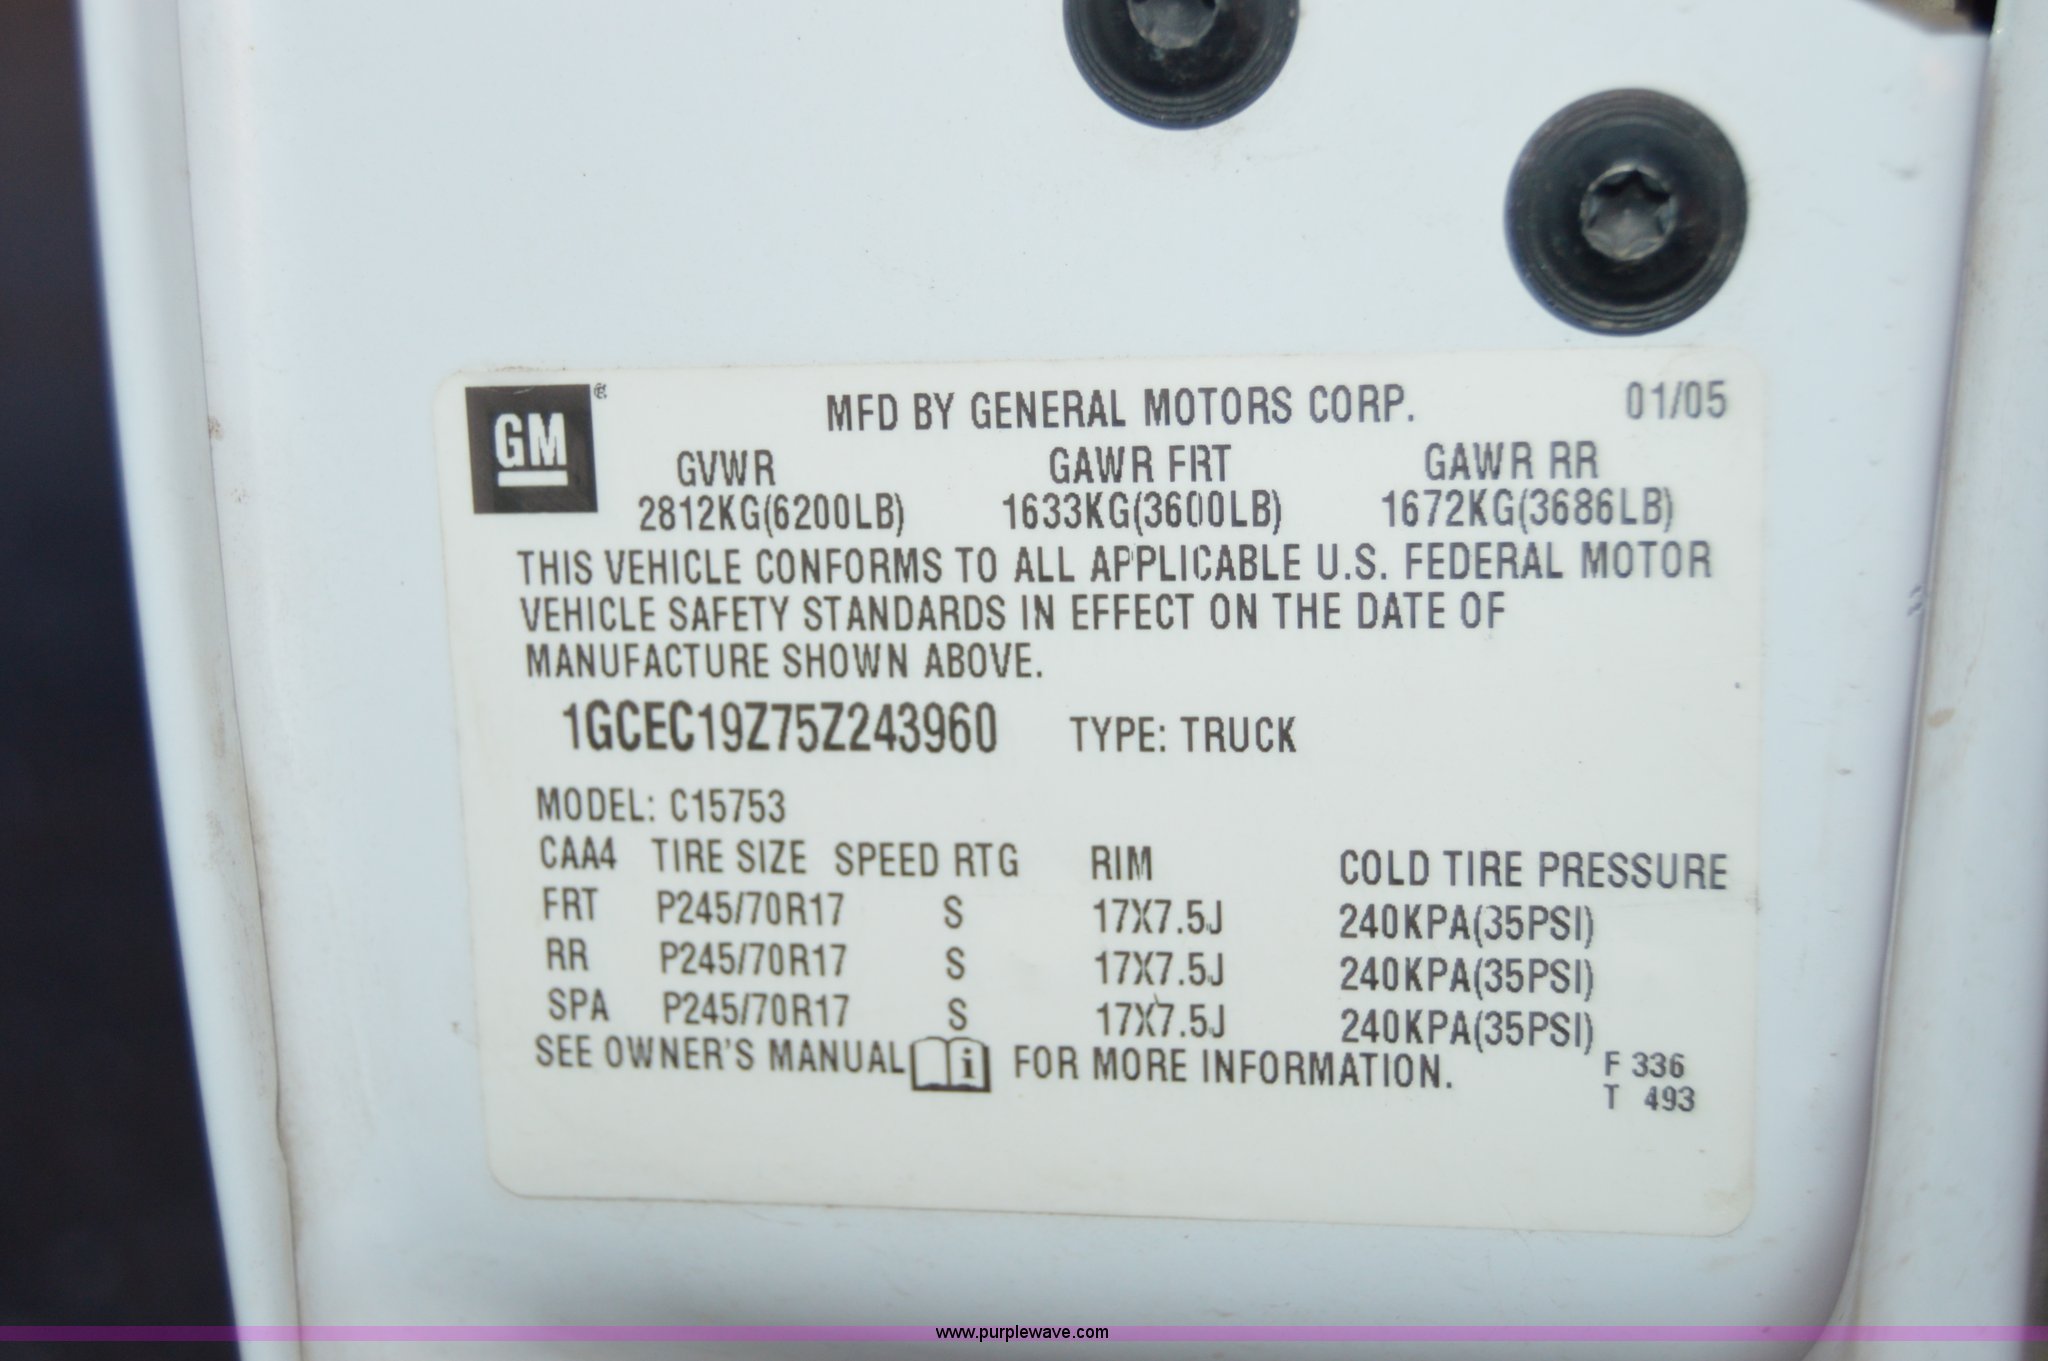 GM ® MFD BY GENERAL MOTORS CORP. 01/05
GVWR GAWR FRT GAWR RR
2812KG(6200LB) 1633KG(3600LB) 1672KG(3686LB)
THIS VEHICLE CONFORMS TO ALL APPLICABLE U.S. FEDERAL MOTOR
VEHICLE SAFETY STANDARDS IN EFFECT ON THE DATE OF
MANUFACTURE SHOWN ABOVE.
1GCEC19Z75Z243960 TYPE: TRUCK
MODEL: C15753
CAA4 TIRE SIZE SPEED RTG RIM COLD TIRE PRESSURE
FRT P245/70R17 S 17X7.5J 240KPA(35PSI)
RR P245/70R17 S 17X7.5J 240KPA(35PSI)
SPA P245/70R17 S 17X7.5J 240KPA(35PSI)
SEE OWNER'S MANUAL i FOR MORE INFORMATION.
F 336
T 493
www.purplewave.com